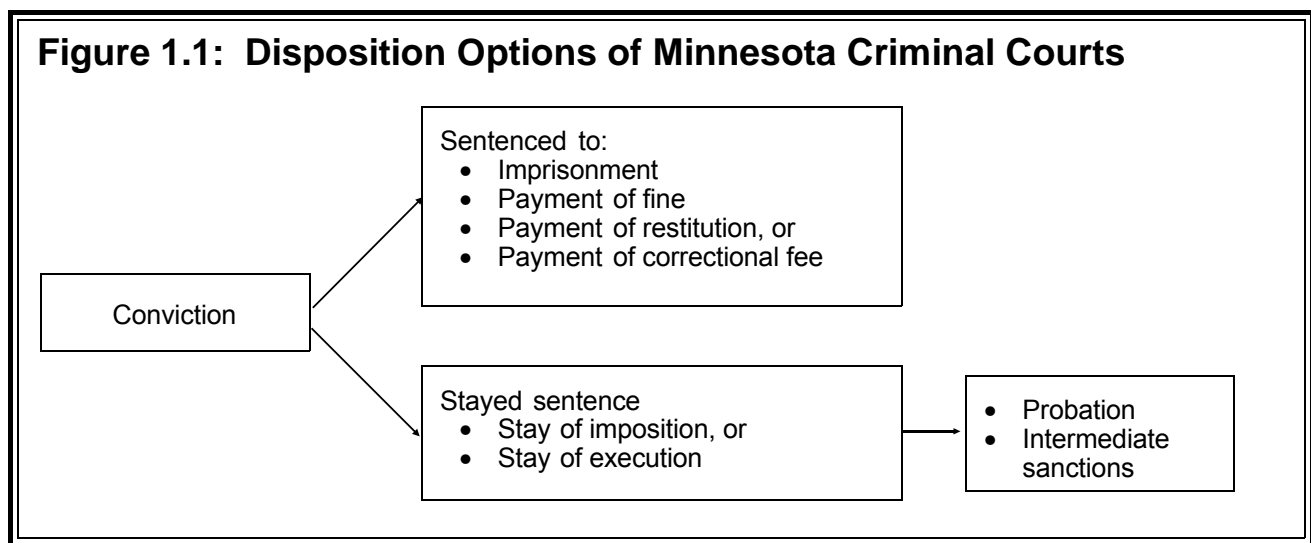 Figure 1.1: Disposition Options of Minnesota Criminal Courts
Sentenced to:
• Imprisonment
• Payment of fine
• Payment of restitution, or
• Payment of correctional fee
Conviction
Stayed sentence
• Stay of imposition, or
• Stay of execution
• Probation
• Intermediate
sanctions